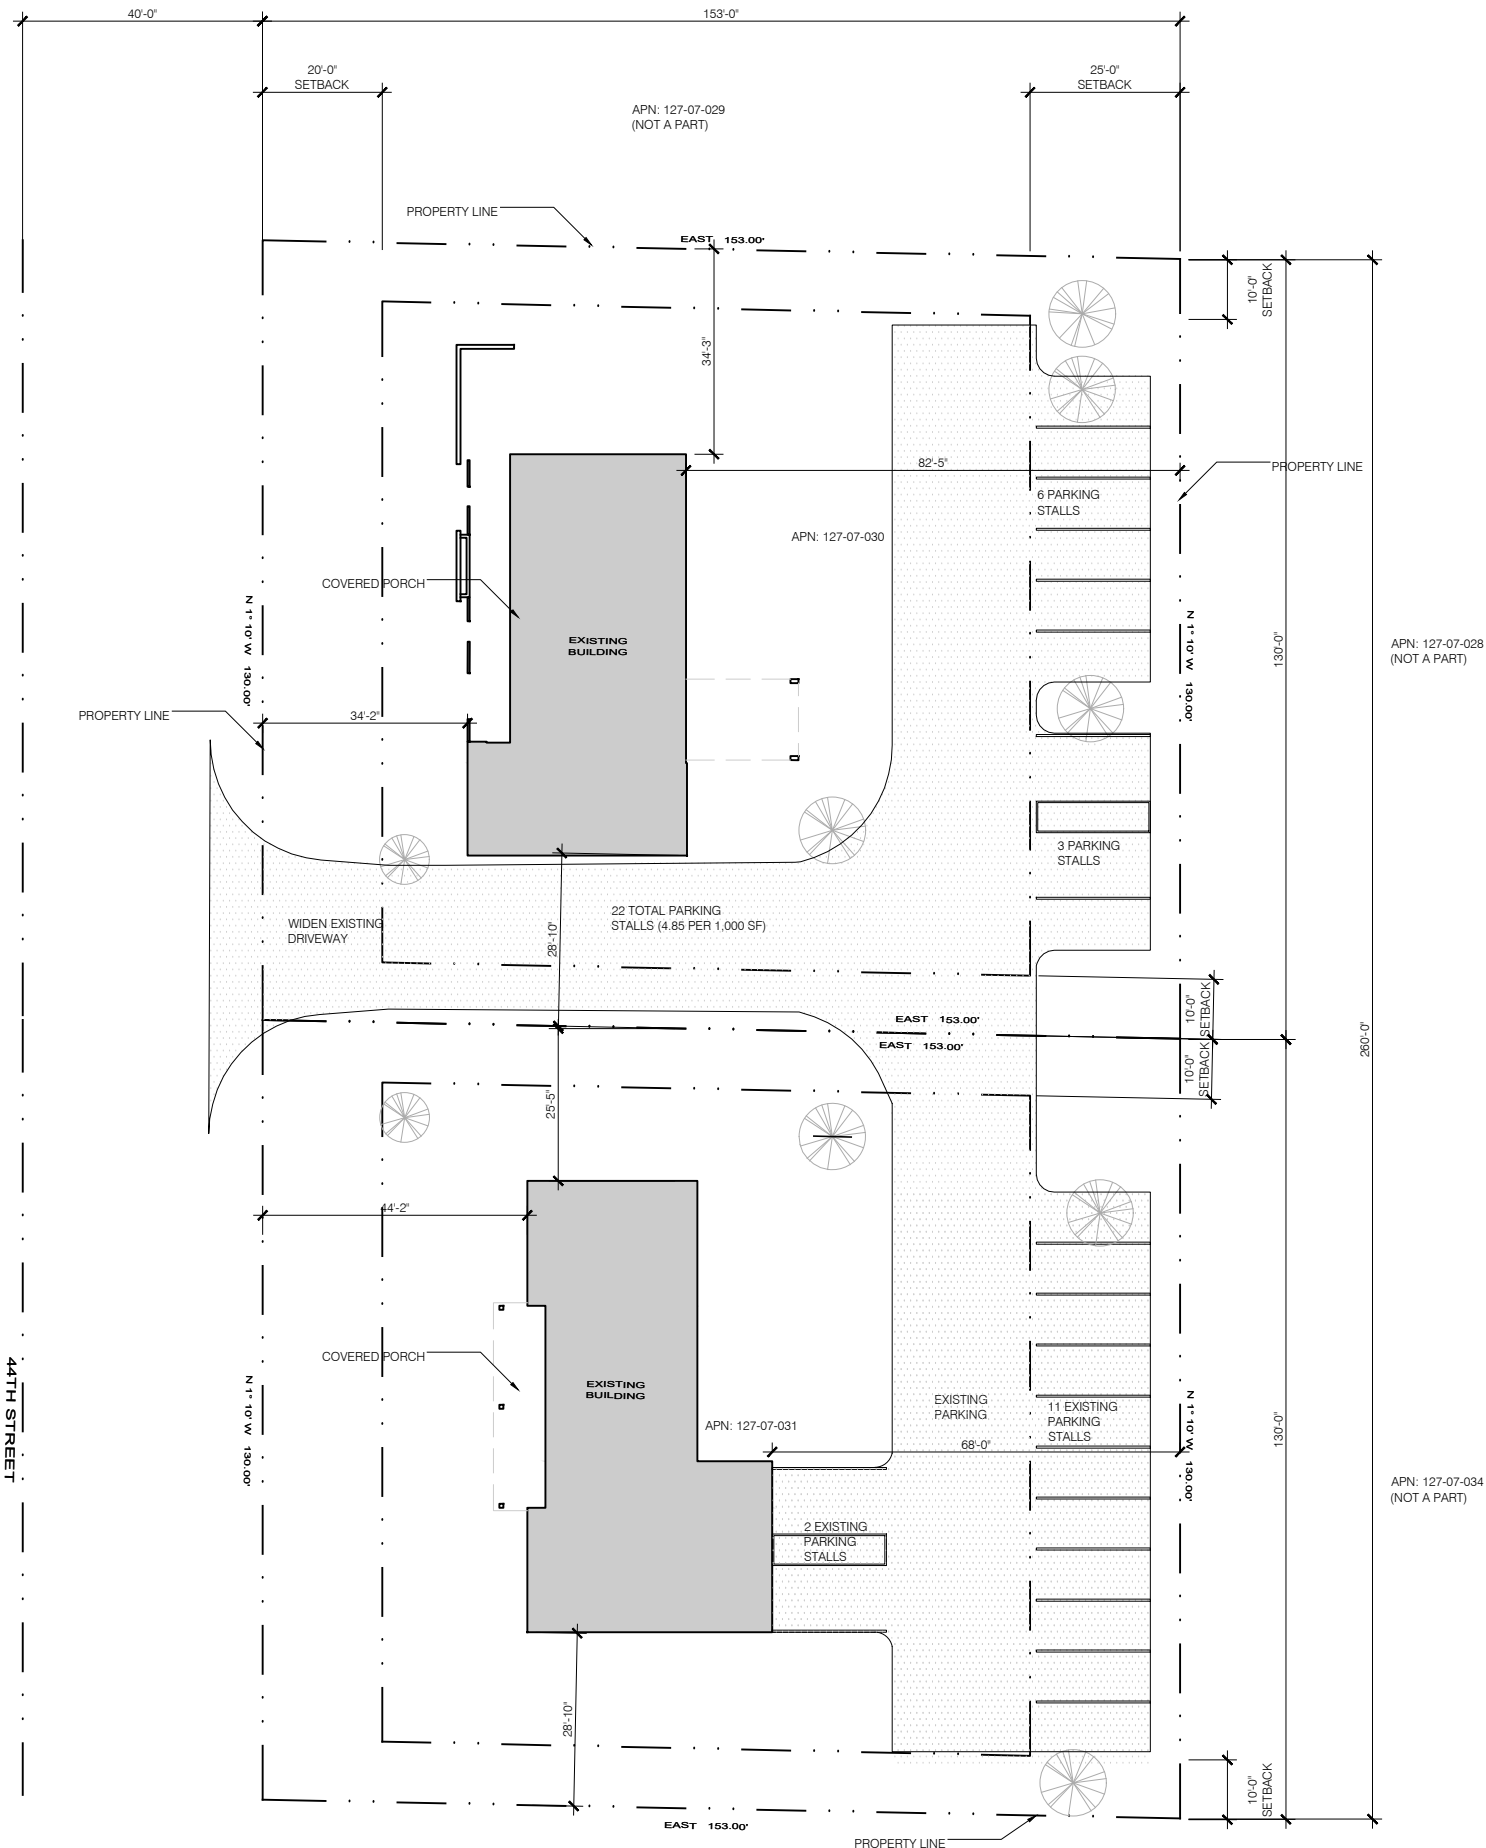 40'-0"
153'-0"
20'-0"
SETBACK
25'-0"
SETBACK
APN: 127-07-029
(NOT A PART)
PROPERTY LINE
EAST 153.00'
10'-0"
SETBACK
34'-3"
82'-5"
PROPERTY LINE
6 PARKING
STALLS
APN: 127-07-030
COVERED PORCH
EXISTING
BUILDING
N 1° 10' W 130.00'
N 1° 10' W 130.00'
130'-0"
APN: 127-07-028
(NOT A PART)
PROPERTY LINE
34'-2"
3 PARKING
STALLS
WIDEN EXISTING
DRIVEWAY
22 TOTAL PARKING
STALLS (4.85 PER 1,000 SF)
28'-10"
10'-0"
SETBACK
EAST 153.00'
EAST 153.00'
10'-0"
SETBACK
260'-0"
25'-5"
44'-2"
COVERED PORCH
EXISTING
BUILDING
44TH STREET
N 1° 10' W 130.00'
APN: 127-07-031
EXISTING
PARKING
11 EXISTING
PARKING
STALLS
68'-0"
N 1° 10' W 130.00'
130'-0"
APN: 127-07-034
(NOT A PART)
2 EXISTING
PARKING
STALLS
28'-10"
10'-0"
SETBACK
EAST 153.00'
PROPERTY LINE